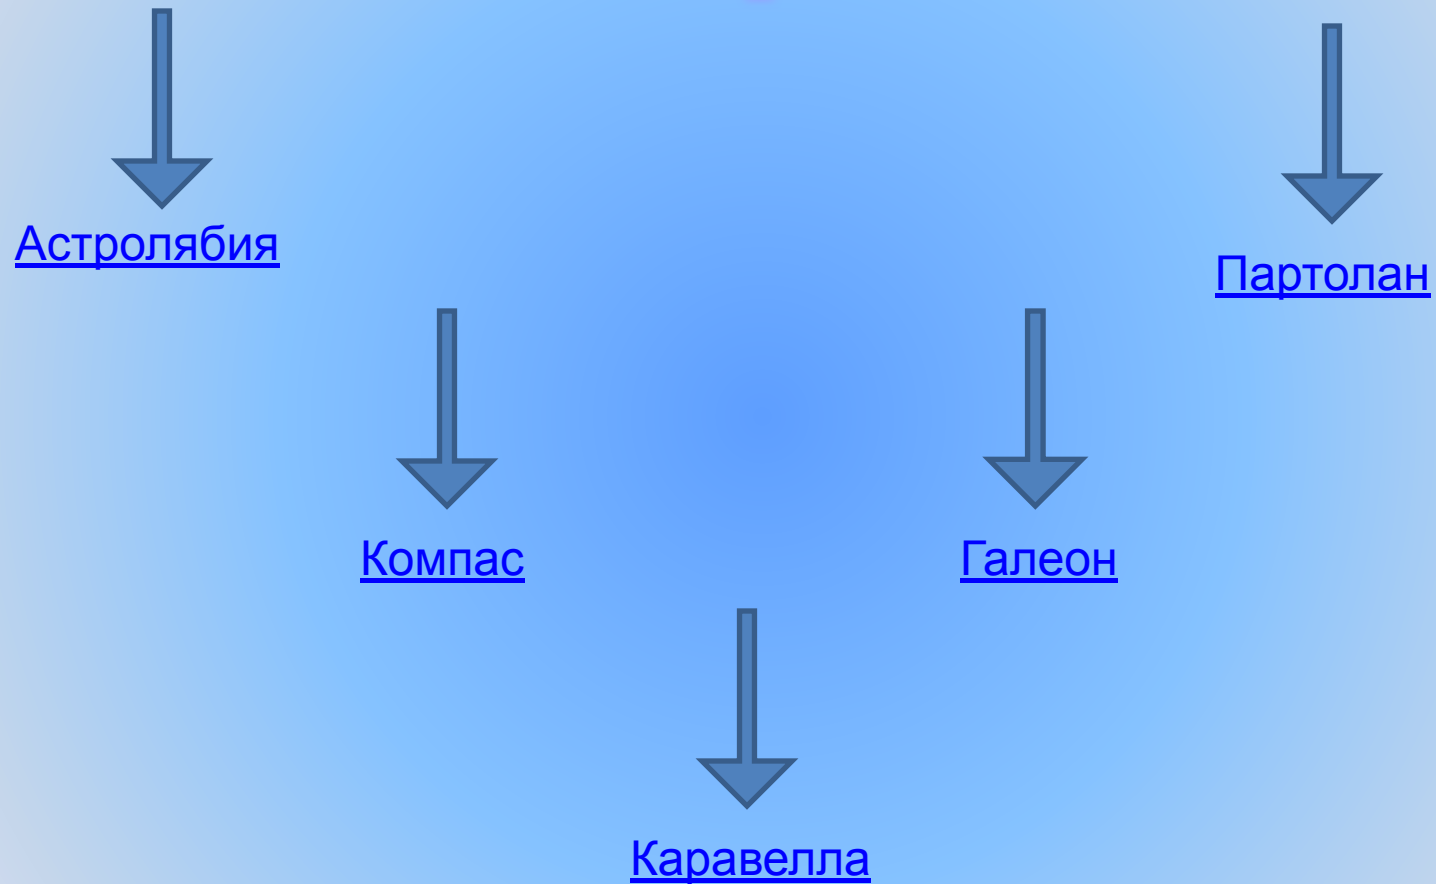 Астролябия
Партолан
Компас
Галеон
Каравелла